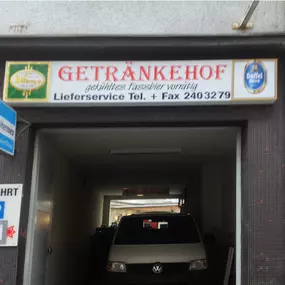 GETRÄNKEHOF
gekühltes Fassbier vorrätig
Lieferservice Tel. + Fax 2403279